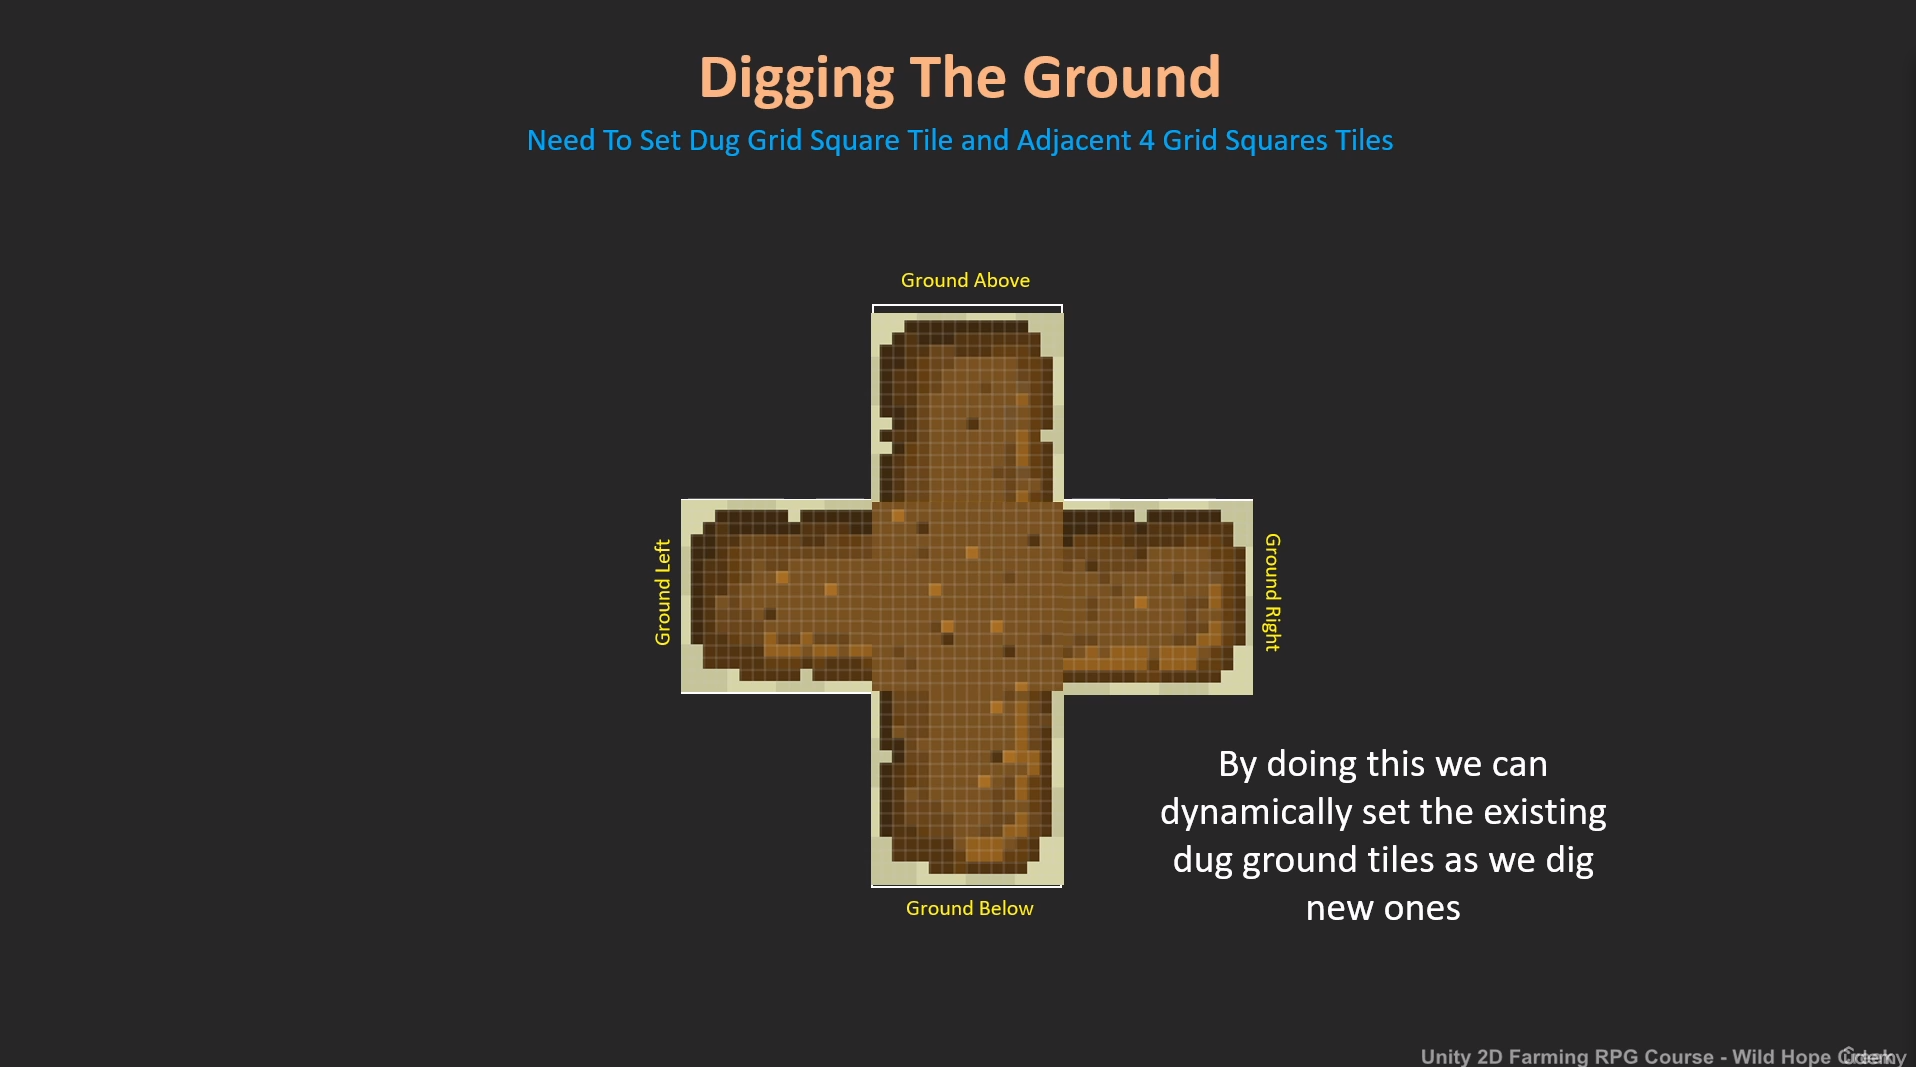 Digging The Ground
Need To Set Dug Grid Square Tile and Adjacent 4 Grid Squares Tiles
Ground Above
Ground Left
Ground Right
By doing this we can
dynamically set the existing
dug ground tiles as we dig
new ones
Ground Below
Unity 2D Farming RPG Course - Wild Hope Creek